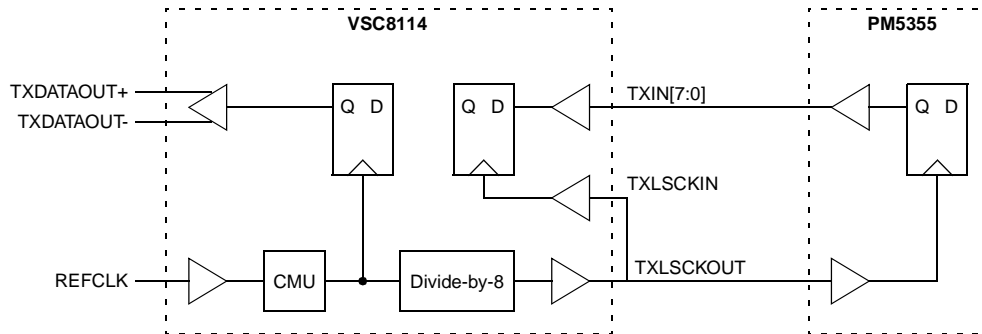 VSC8114
PM5355
TXDATAOUT+
TXDATAOUT-
Q D
Q D
TXIN[7:0]
Q D
TXLSCKIN
REFCLK
CMU
Divide-by-8
TXLSCKOUT